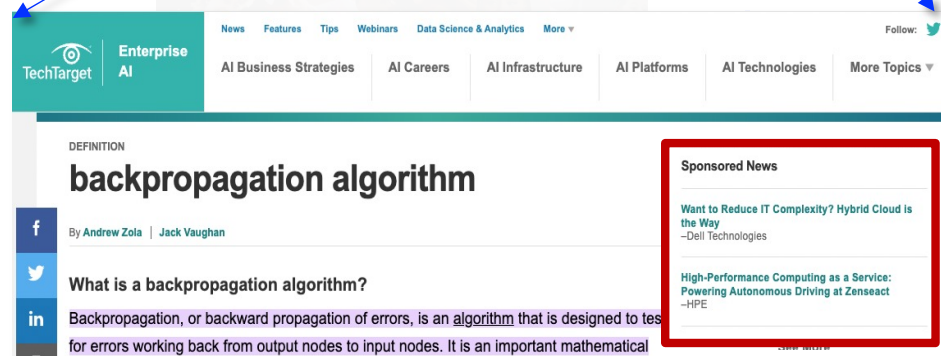 News Features Tips Webinars Data Science & Analytics More
Follow:
TechTarget
Enterprise
AI
AI Business Strategies AI Careers AI Infrastructure AI Platforms AI Technologies More Topics
DEFINITION
backpropagation algorithm
By Andrew Zola | Jack Vaughan
What is a backpropagation algorithm?
Backpropagation, or backward propagation of errors, is an algorithm that is designed to tes
for errors working back from output nodes to input nodes. It is an important mathematical
Sponsored News
Want to Reduce IT Complexity? Hybrid Cloud is
the Way
–Dell Technologies
High-Performance Computing as a Service:
Powering Autonomous Driving at Zenseact
–HPE